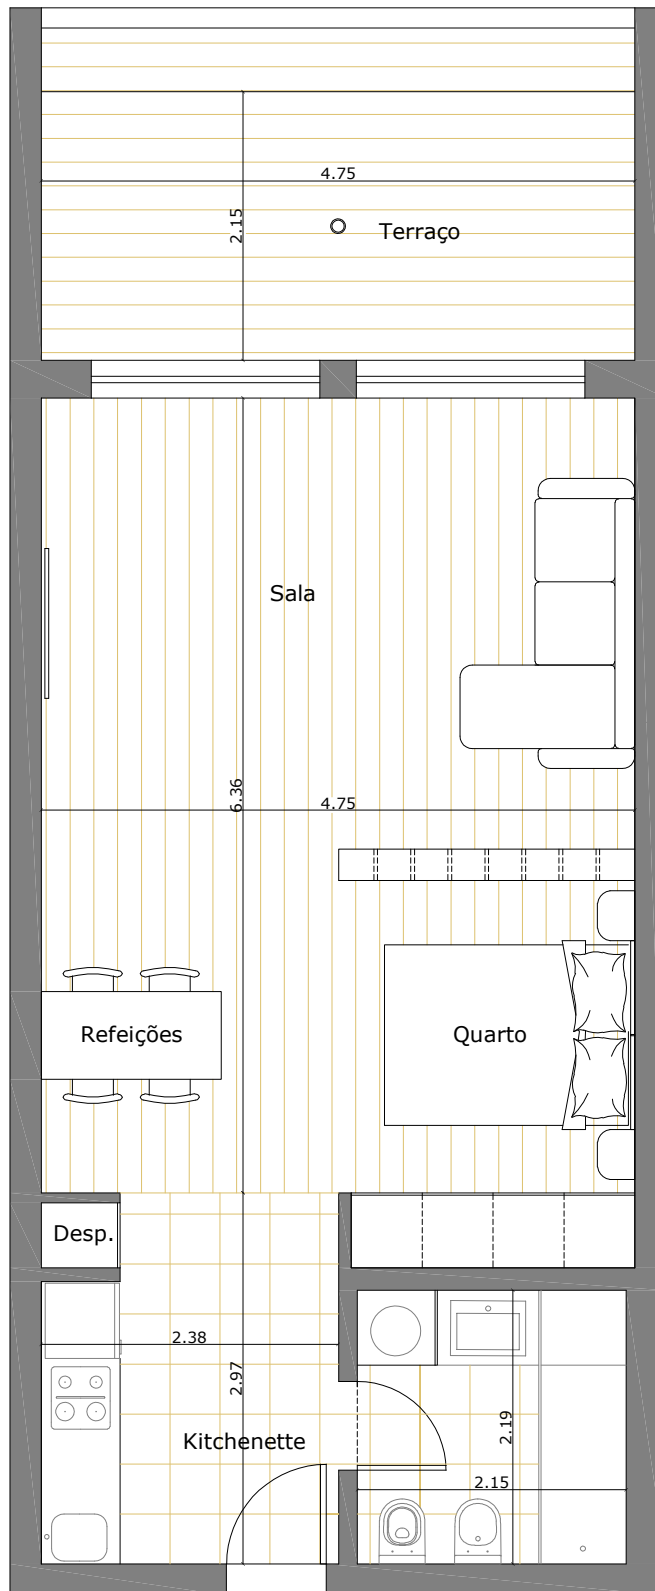 4.75
2.15
Terraço
Sala
6.36
4.75
Refeições
Quarto
Desp.
2.38
2.97
Kitchenette
2.19
2.15